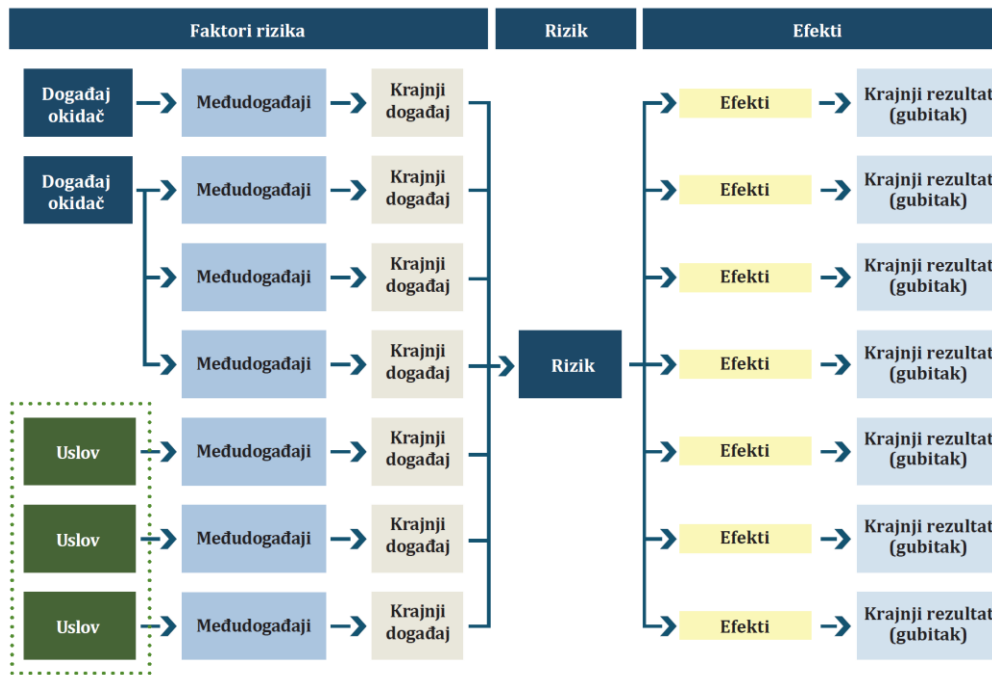 Faktori rizika
Rizik
Efekti
Događaj
okidač
Međudogađaji
Krajnji
događaj
Efekti
Krajnji rezultat
(gubitak)
Događaj
okidač
Međudogađaji
Krajnji
događaj
Efekti
Krajnji rezultat
(gubitak)
Međudogađaji
Krajnji
događaj
Efekti
Krajnji rezultat
(gubitak)
Međudogađaji
Krajnji
događaj
Rizik
Efekti
Krajnji rezultat
(gubitak)
Uslov
Međudogađaji
Krajnji
događaj
Efekti
Krajnji rezultat
(gubitak)
Uslov
Međudogađaji
Krajnji
događaj
Efekti
Krajnji rezultat
(gubitak)
Uslov
Međudogađaji
Krajnji
događaj
Efekti
Krajnji rezultat
(gubitak)